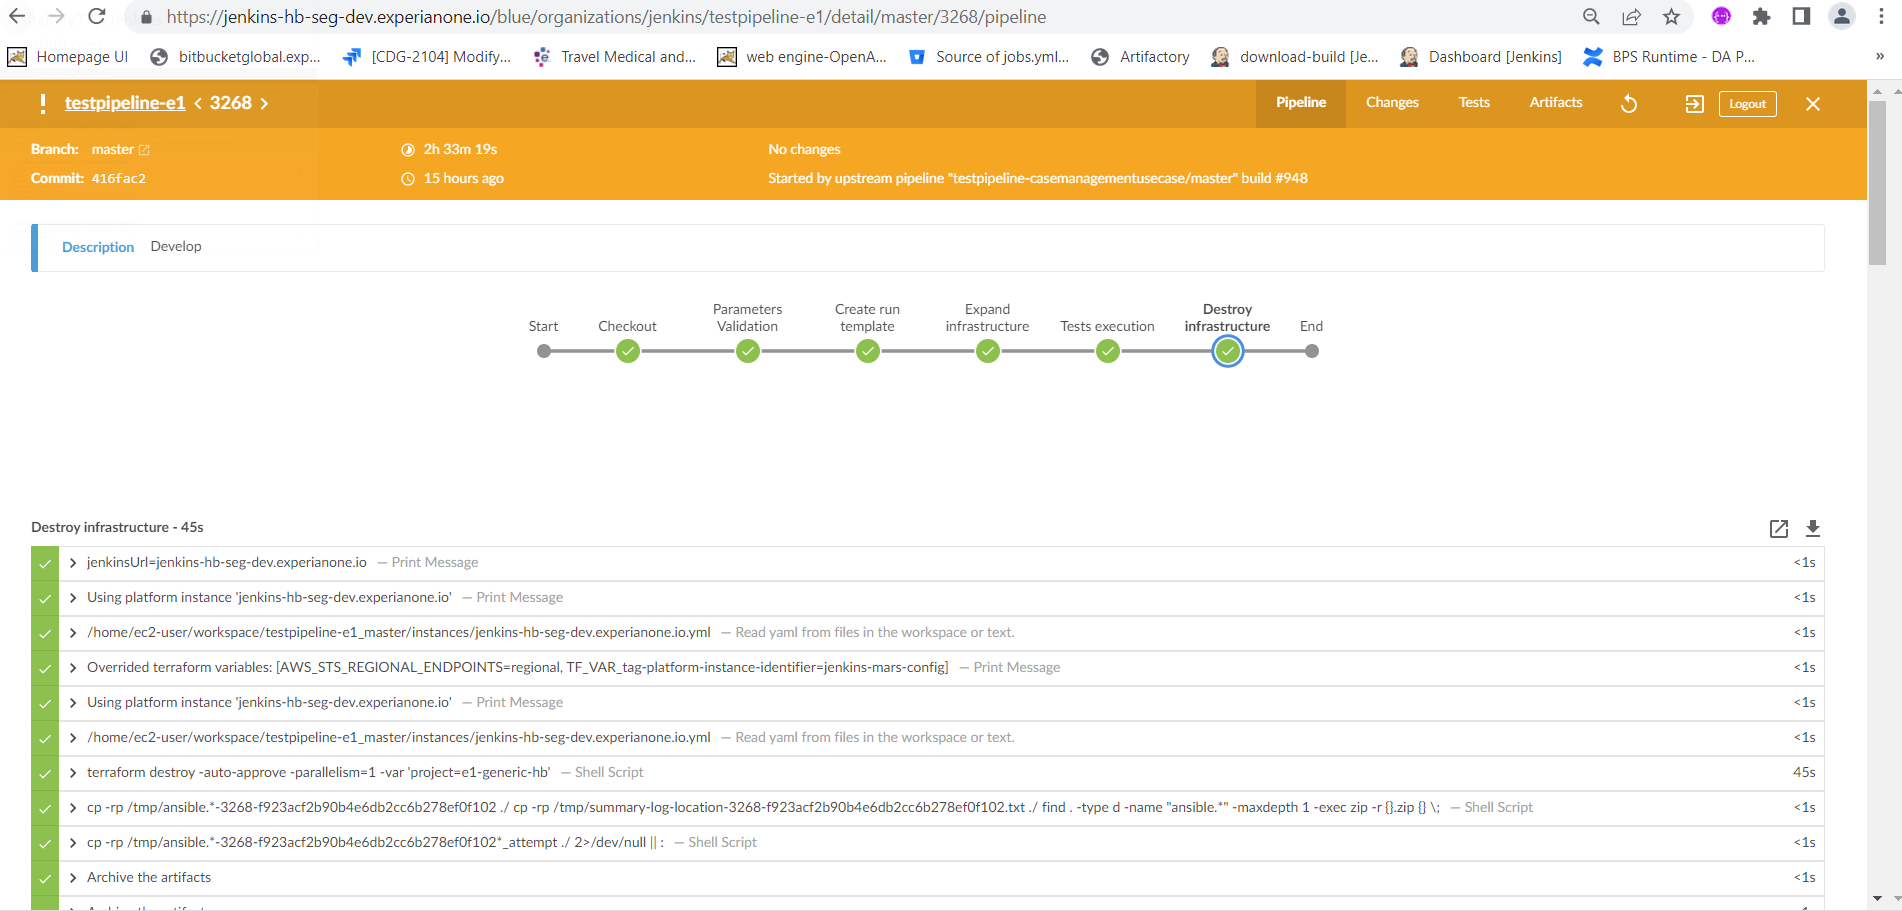 https://jenkins-hb-seg-dev.experianone.io/blue/organizations/jenkins/testpipeline-e1/detail/master/3268/pipeline
Homepage UI bitbucketglobal.exp... [CDG-2104] Modify... Travel Medical and... web engine-OpenA... Source of jobs.yml... Artifactory download-build [Je... Dashboard [Jenkins] BPS Runtime - DA P... »
! testpipeline-e1 < 3268 > Pipeline Changes Tests Artifacts Logout
Branch: master 2h 33m 19s No changes
Commit: 416fac2 15 hours ago Started by upstream pipeline "testpipeline-casemanagementusecase/master" build #948
Description Develop
Start Checkout Parameters Validation Create run template Expand infrastructure Tests execution Destroy infrastructure End
Destroy infrastructure - 45s
jenkinsUrl=jenkins-hb-seg-dev.experianone.io — Print Message <1s
Using platform instance 'jenkins-hb-seg-dev.experianone.io' — Print Message <1s
/home/ec2-user/workspace/testpipeline-e1_master/instances/jenkins-hb-seg-dev.experianone.io.yml — Read yaml from files in the workspace or text. <1s
Overrided terraform variables: [AWS_STS_REGIONAL_ENDPOINTS=regional, TF_VAR_tag-platform-instance-identifier=jenkins-mars-config] — Print Message <1s
Using platform instance 'jenkins-hb-seg-dev.experianone.io' — Print Message <1s
/home/ec2-user/workspace/testpipeline-e1_master/instances/jenkins-hb-seg-dev.experianone.io.yml — Read yaml from files in the workspace or text. <1s
terraform destroy -auto-approve -parallelism=1 -var 'project=e1-generic-hb' — Shell Script 45s
cp -rp /tmp/ansible.*-3268-f923acf2b90b4e6db2cc6b278ef0f102 ./ cp -rp /tmp/summary-log-location-3268-f923acf2b90b4e6db2cc6b278ef0f102.txt ./ find . -type d -name "ansible.*" -maxdepth 1 -exec zip -r {}.zip {} \; — Shell Script <1s
cp -rp /tmp/ansible.*-3268-f923acf2b90b4e6db2cc6b278ef0f102*_attempt ./ 2>/dev/null || : — Shell Script <1s
Archive the artifacts <1s